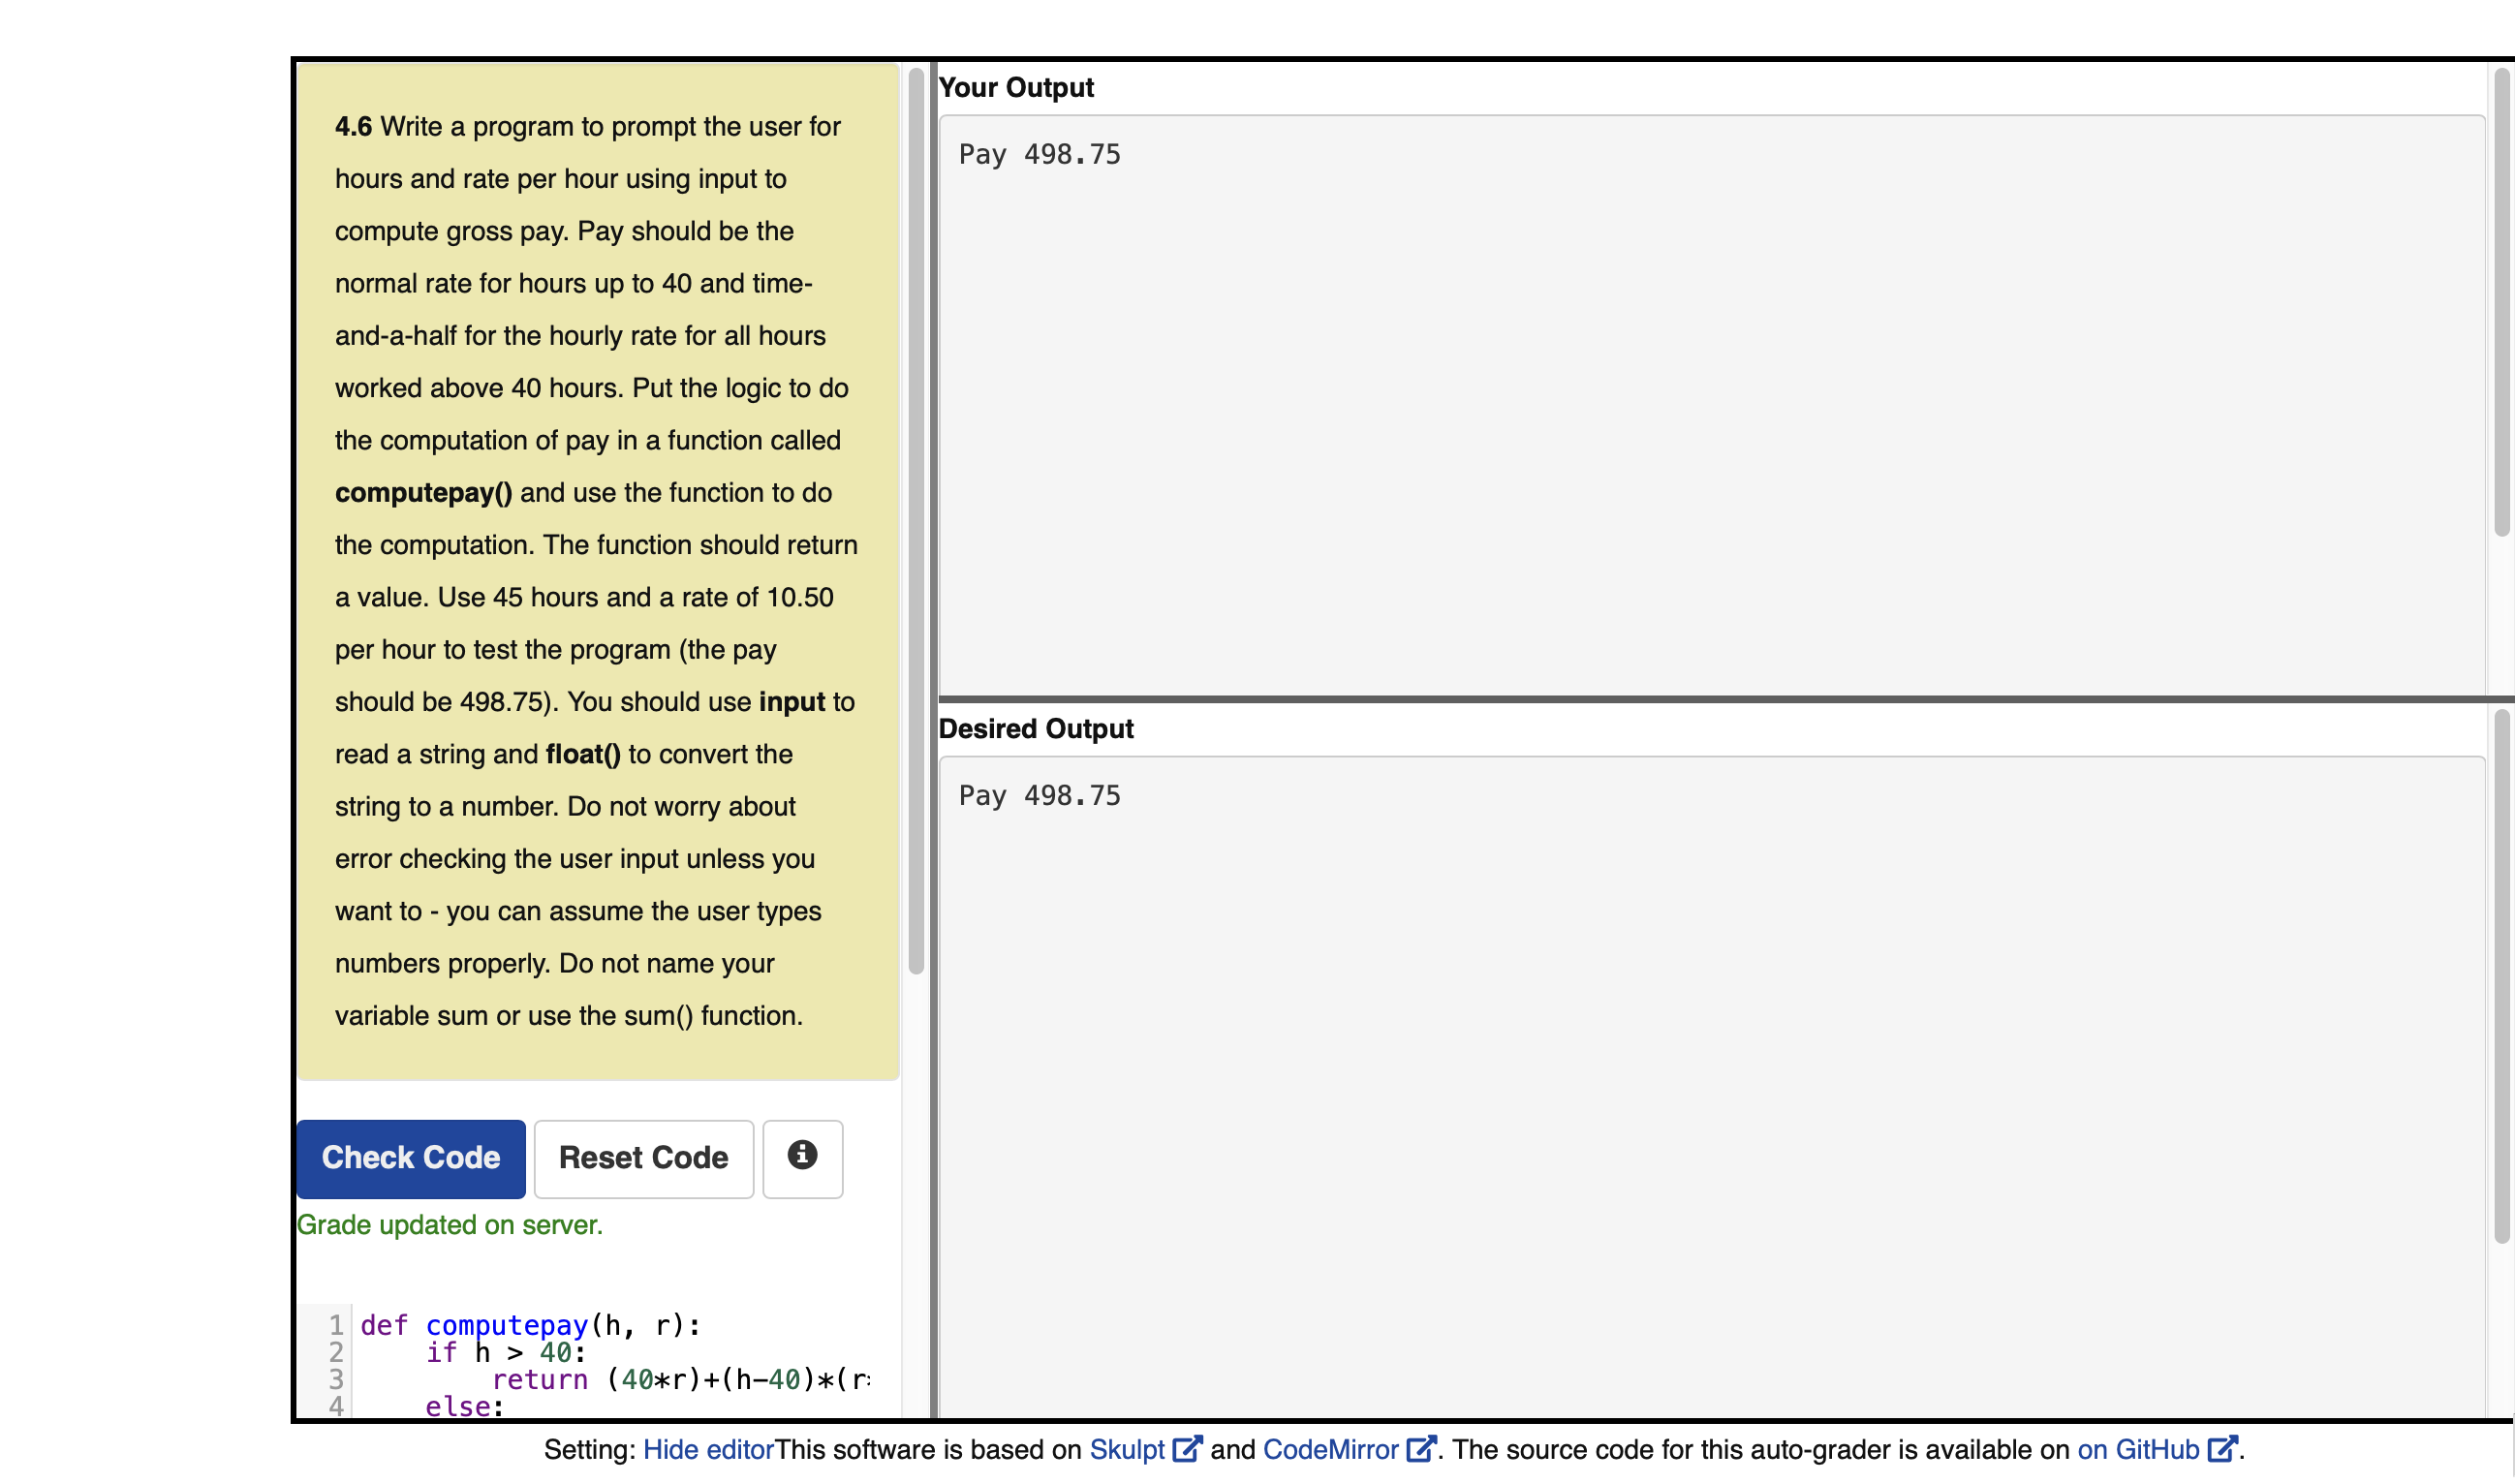 4.6 Write a program to prompt the user for
hours and rate per hour using input to
compute gross pay. Pay should be the
normal rate for hours up to 40 and time-
and-a-half for the hourly rate for all hours
worked above 40 hours. Put the logic to do
the computation of pay in a function called
computepay() and use the function to do
the computation. The function should return
a value. Use 45 hours and a rate of 10.50
per hour to test the program (the pay
should be 498.75). You should use input to
read a string and float() to convert the
string to a number. Do not worry about
error checking the user input unless you
want to - you can assume the user types
numbers properly. Do not name your
variable sum or use the sum() function.
Check Code Reset Code
Grade updated on server.
1 def computepay(h, r):
2 if h > 40:
3 return (40*r)+(h-40)*(r
4 else:
Your Output
Pay 498.75
Desired Output
Pay 498.75
Setting: Hide editorThis software is based on Skulpt and CodeMirror. The source code for this auto-grader is available on on GitHub.